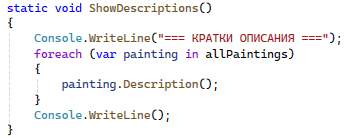 static void ShowDescriptions()
{
    Console.WriteLine("=== КРАТКИ ОПИСАНИЯ ===");
    foreach (var painting in allPaintings)
    {
        painting.Description();
    }
    Console.WriteLine();
}